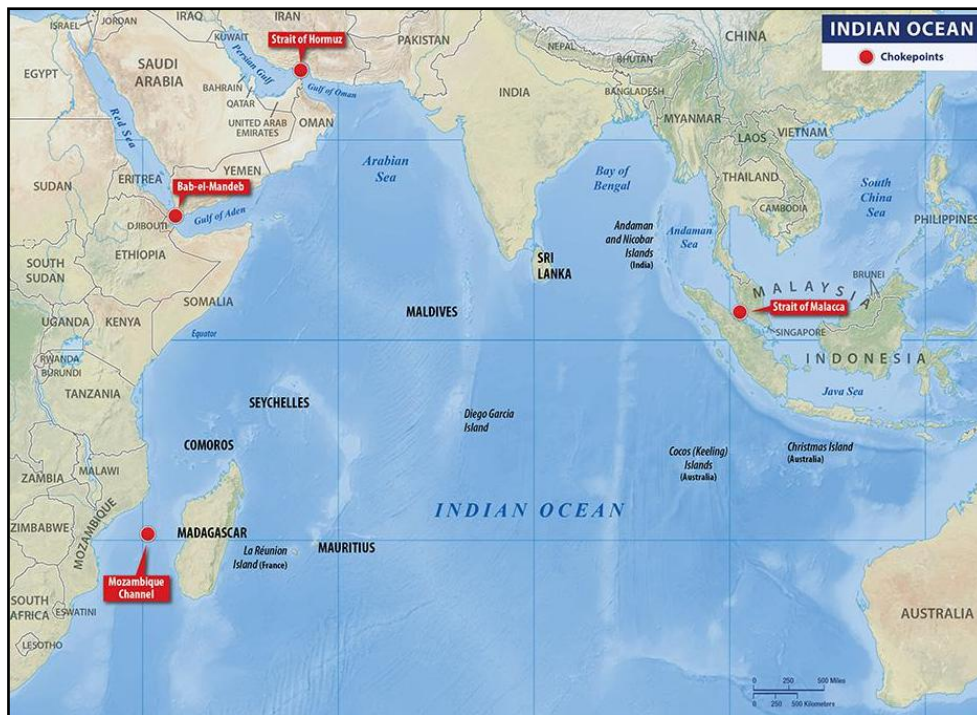 INDIAN OCEAN
Chokepoints
ISRAEL
JORDAN
IRAQ
IRAN
KUWAIT
Strait of Hormuz
PAKISTAN
NEPAL
BHUTAN
CHINA
EGYPT
SAUDI
ARABIA
Persian Gulf
BAHRAIN
QATAR
Gulf of Oman
UNITED ARAB
EMIRATES
OMAN
INDIA
BANGLADESH
MYANMAR
LAOS
VIETNAM
Red Sea
SUDAN
ERITREA
YEMEN
Bab-el-Mandeb
Arabian
Sea
Bay of
Bengal
THAILAND
CAMBODIA
South
China
Sea
PHILIPPINES
DJIBOUTI
Gulf of Aden
Andaman
and Nicobar
Islands
(India)
Andaman
Sea
ETHIOPIA
SOUTH
SUDAN
SOMALIA
SRI
LANKA
BRUNEI
MALAYSIA
Strait of Malacca
SINGAPORE
MALDIVES
UGANDA
KENYA
Equator
RWANDA
BURUNDI
INDONESIA
TANZANIA
Java Sea
SEYCHELLES
Diego Garcia
Island
COMOROS
Cocos (Keeling)
Islands
(Australia)
Christmas Island
(Australia)
ZAMBIA
MALAWI
MOZAMBIQUE
INDIAN OCEAN
ZIMBABWE
MADAGASCAR
La Réunion
Island (France)
MAURITIUS
Mozambique
Channel
SOUTH
AFRICA
ESWATINI
LESOTHO
AUSTRALIA
0 250 500 Miles
0 250 500 Kilometers